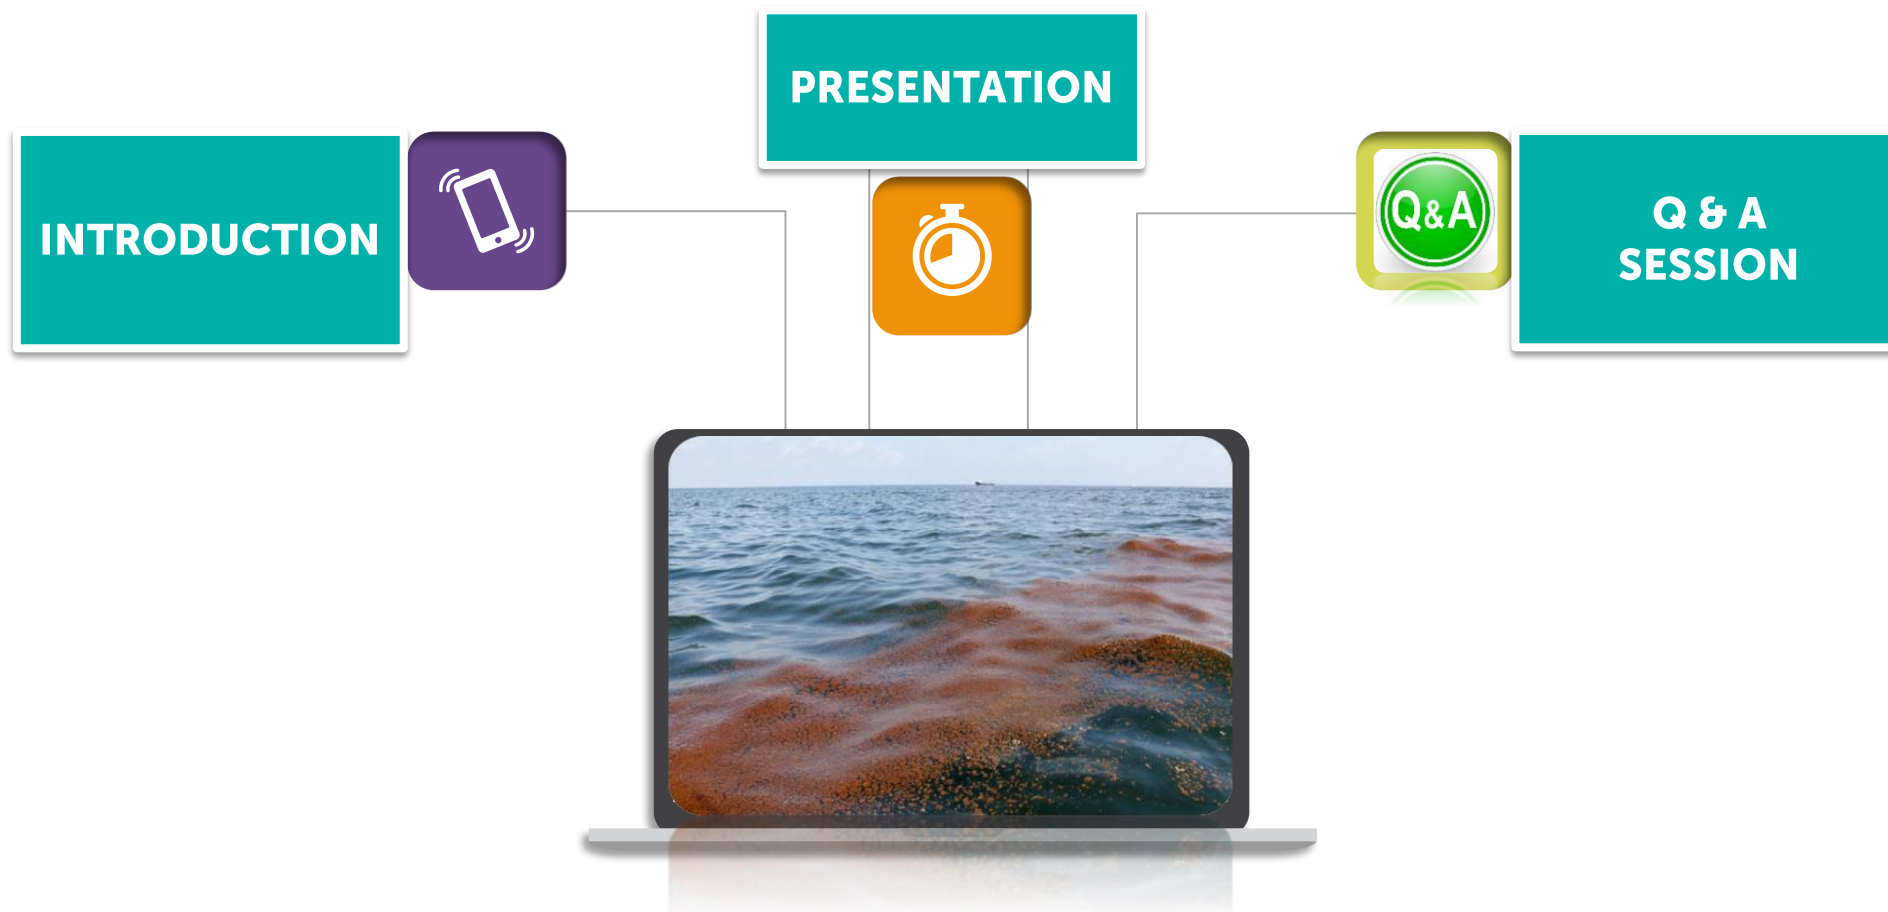 PRESENTATION
INTRODUCTION
Q&A
Q & A
SESSION